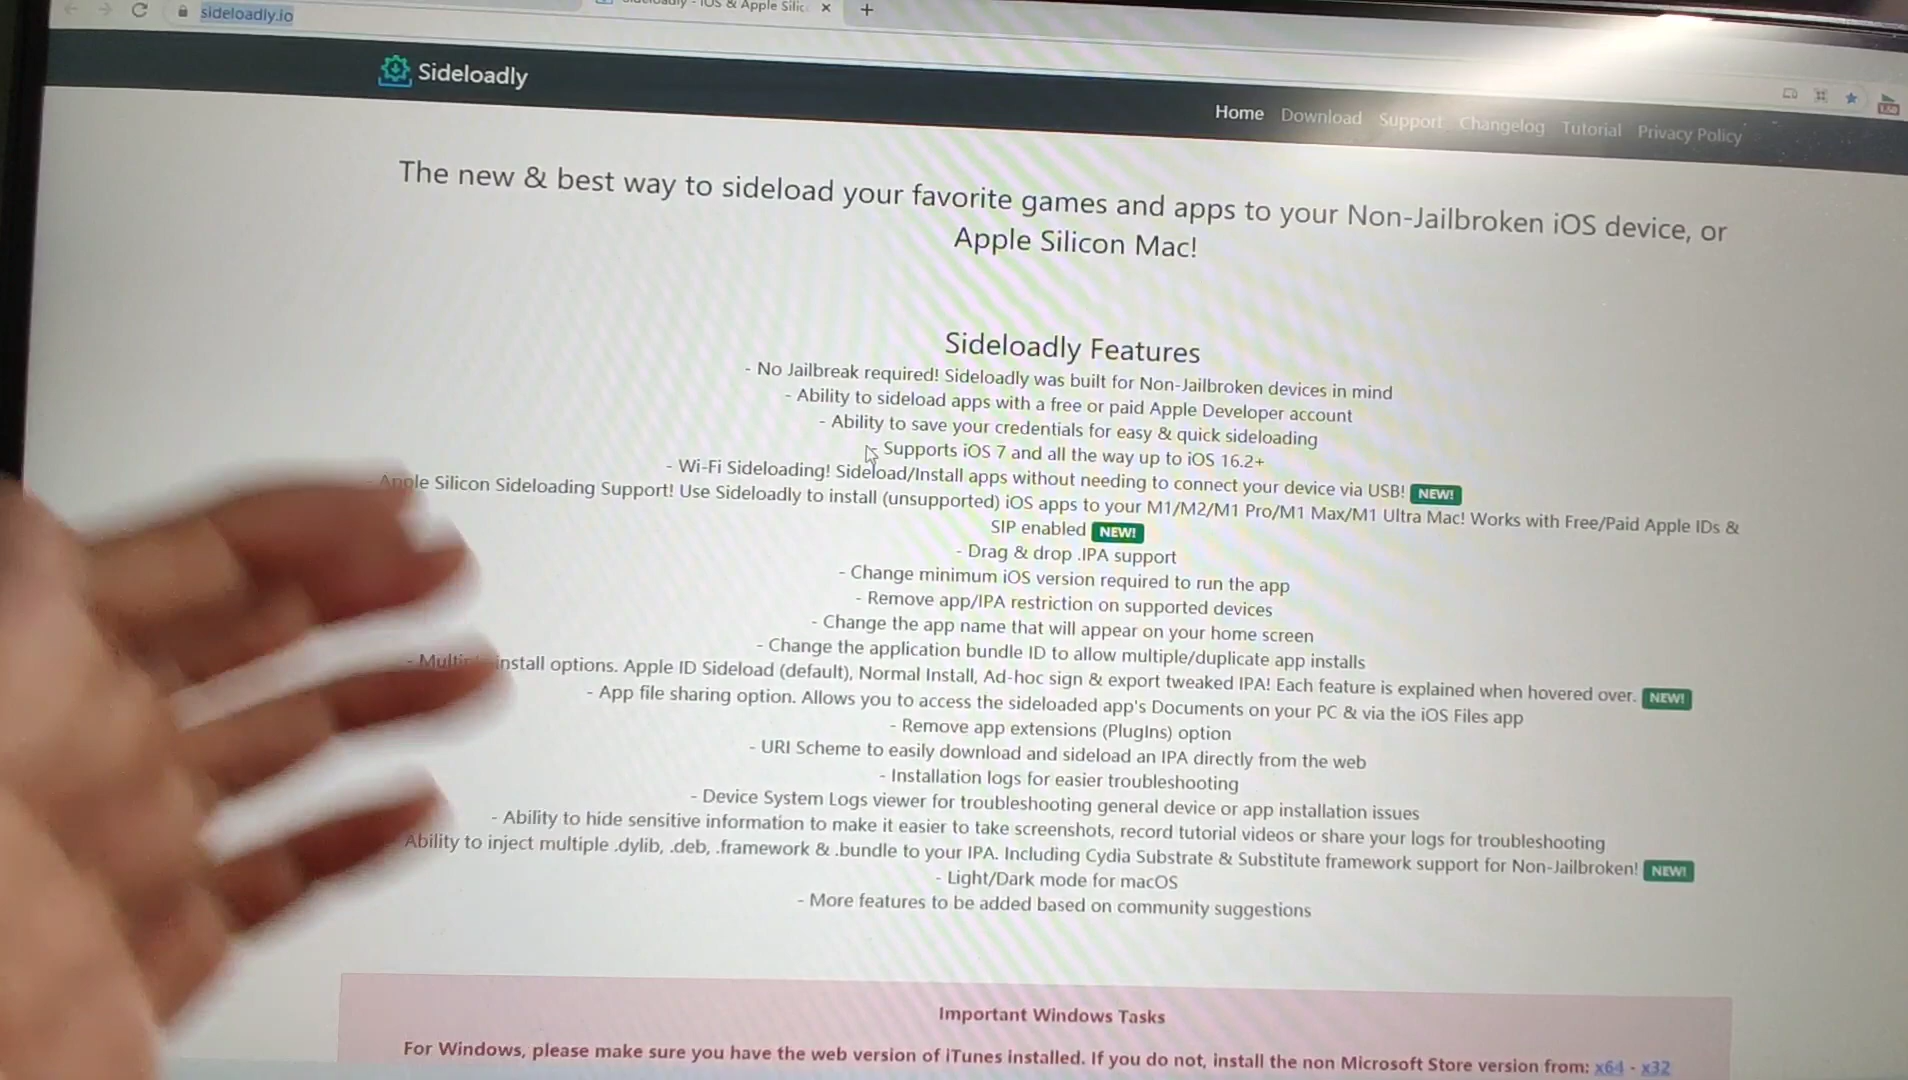 sideloadly.io
iOS & Apple Silic
Sideloadly
Home Download Support Changelog Tutorial Privacy Policy
The new & best way to sideload your favorite games and apps to your Non-Jailbroken iOS device, or
Apple Silicon Mac!
Sideloadly Features
- No Jailbreak required! Sideloadly was built for Non-Jailbroken devices in mind
- Ability to sideload apps with a free or paid Apple Developer account
- Ability to save your credentials for easy & quick sideloading
Supports iOS 7 and all the way up to iOS 16.2+
- Wi-Fi Sideloading! Sideload/Install apps without needing to connect your device via USB! NEW!
- Apple Silicon Sideloading Support! Use Sideloadly to install (unsupported) iOS apps to your M1/M2/M1 Pro/M1 Max/M1 Ultra Mac! Works with Free/Paid Apple IDs &
SIP enabled NEW!
- Drag & drop .IPA support
- Change minimum iOS version required to run the app
- Remove app/IPA restriction on supported devices
- Change the app name that will appear on your home screen
- Change the application bundle ID to allow multiple/duplicate app installs
- Multiple install options. Apple ID Sideload (default), Normal Install, Ad-hoc sign & export tweaked IPA! Each feature is explained when hovered over. NEW!
- App file sharing option. Allows you to access the sideloaded app's Documents on your PC & via the iOS Files app
- Remove app extensions (PlugIns) option
- URI Scheme to easily download and sideload an IPA directly from the web
- Installation logs for easier troubleshooting
- Device System Logs viewer for troubleshooting general device or app installation issues
- Ability to hide sensitive information to make it easier to take screenshots, record tutorial videos or share your logs for troubleshooting
Ability to inject multiple .dylib, .deb, .framework & .bundle to your IPA. Including Cydia Substrate & Substitute framework support for Non-Jailbroken! NEW!
- Light/Dark mode for macOS
- More features to be added based on community suggestions
Important Windows Tasks
For Windows, please make sure you have the web version of iTunes installed. If you do not, install the non Microsoft Store version from: x64 - x32